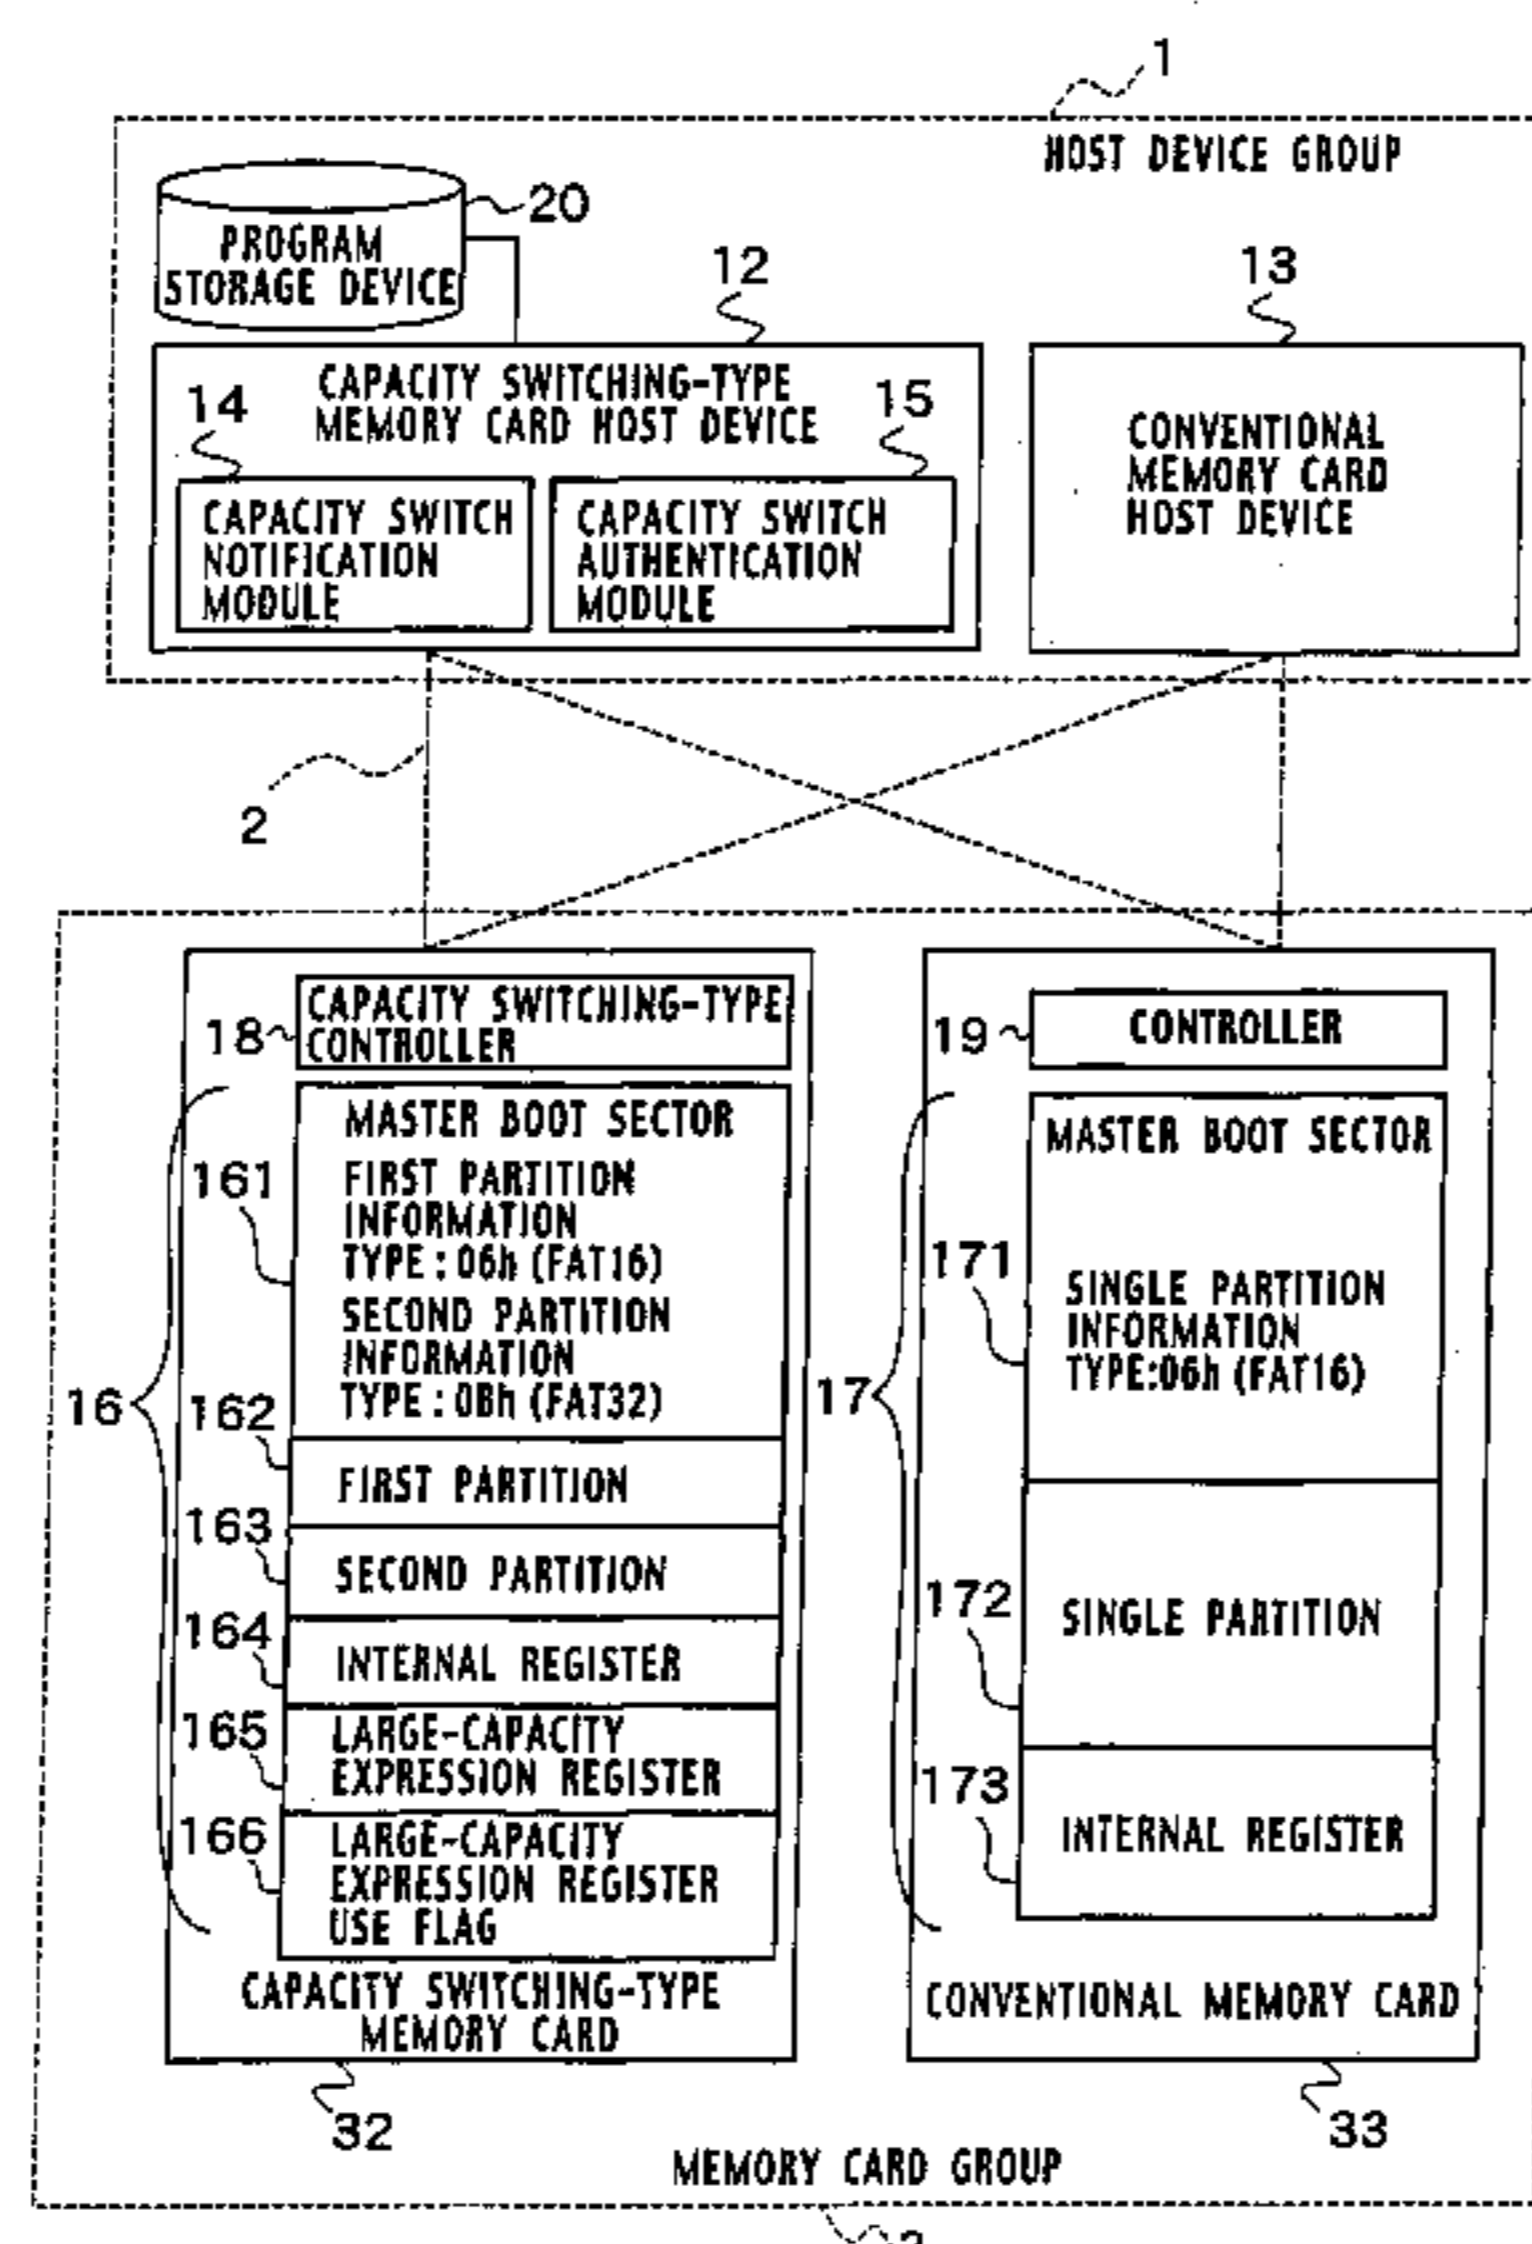 1
HOST DEVICE GROUP
20
PROGRAM
STORAGE DEVICE
12
13
CAPACITY SWITCHING-TYPE
MEMORY CARD HOST DEVICE
14
15
CAPACITY SWITCH
NOTIFICATION
MODULE
CAPACITY SWITCH
AUTHENTICATION
MODULE
CONVENTIONAL
MEMORY CARD
HOST DEVICE
2
18
CAPACITY SWITCHING-TYPE
CONTROLLER
16
161
MASTER BOOT SECTOR
FIRST PARTITION
INFORMATION
TYPE : 06h (FAT16)
SECOND PARTITION
INFORMATION
TYPE : 0Bh (FAT32)
162
FIRST PARTITION
163
SECOND PARTITION
164
INTERNAL REGISTER
165
LARGE-CAPACITY
EXPRESSION REGISTER
166
LARGE-CAPACITY
EXPRESSION REGISTER
USE FLAG
CAPACITY SWITCHING-TYPE
MEMORY CARD
32
19
CONTROLLER
17
MASTER BOOT SECTOR
171
SINGLE PARTITION
INFORMATION
TYPE:06h (FAT16)
172
SINGLE PARTITION
173
INTERNAL REGISTER
CONVENTIONAL MEMORY CARD
33
MEMORY CARD GROUP